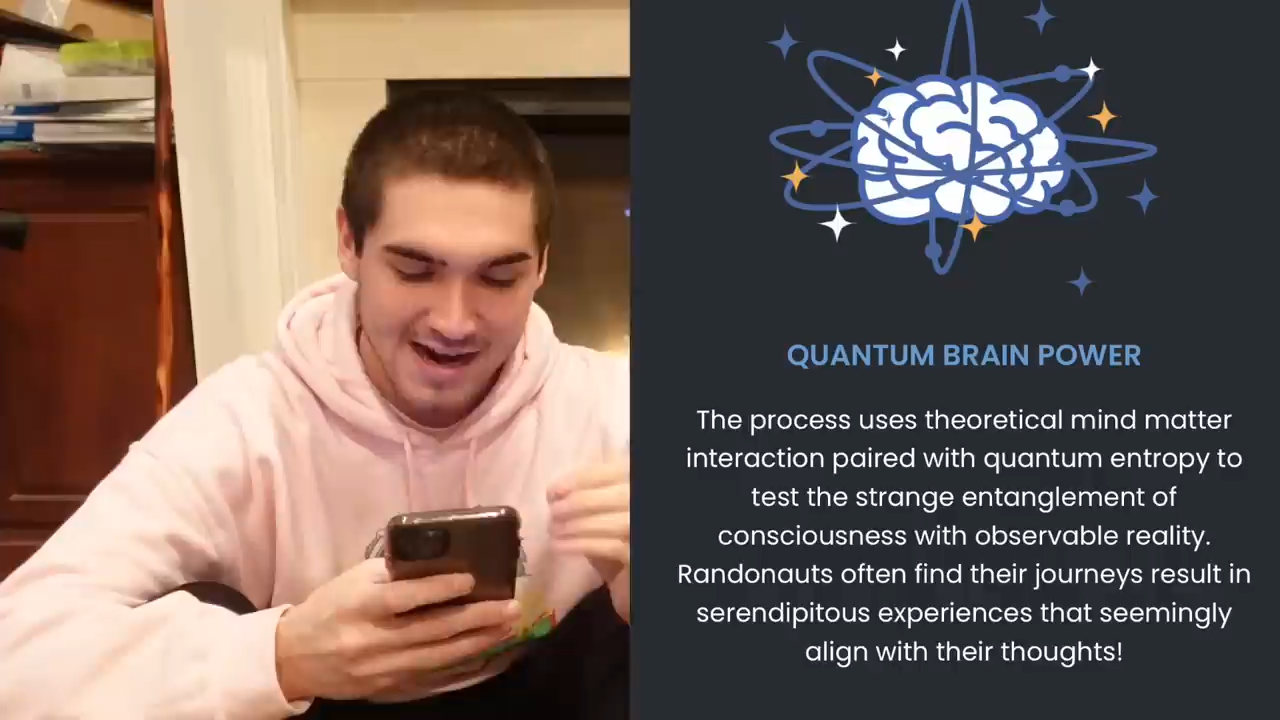 QUANTUM BRAIN POWER
The process uses theoretical mind matter
interaction paired with quantum entropy to
test the strange entanglement of
consciousness with observable reality.
Randonauts often find their journeys result in
serendipitous experiences that seemingly
align with their thoughts!